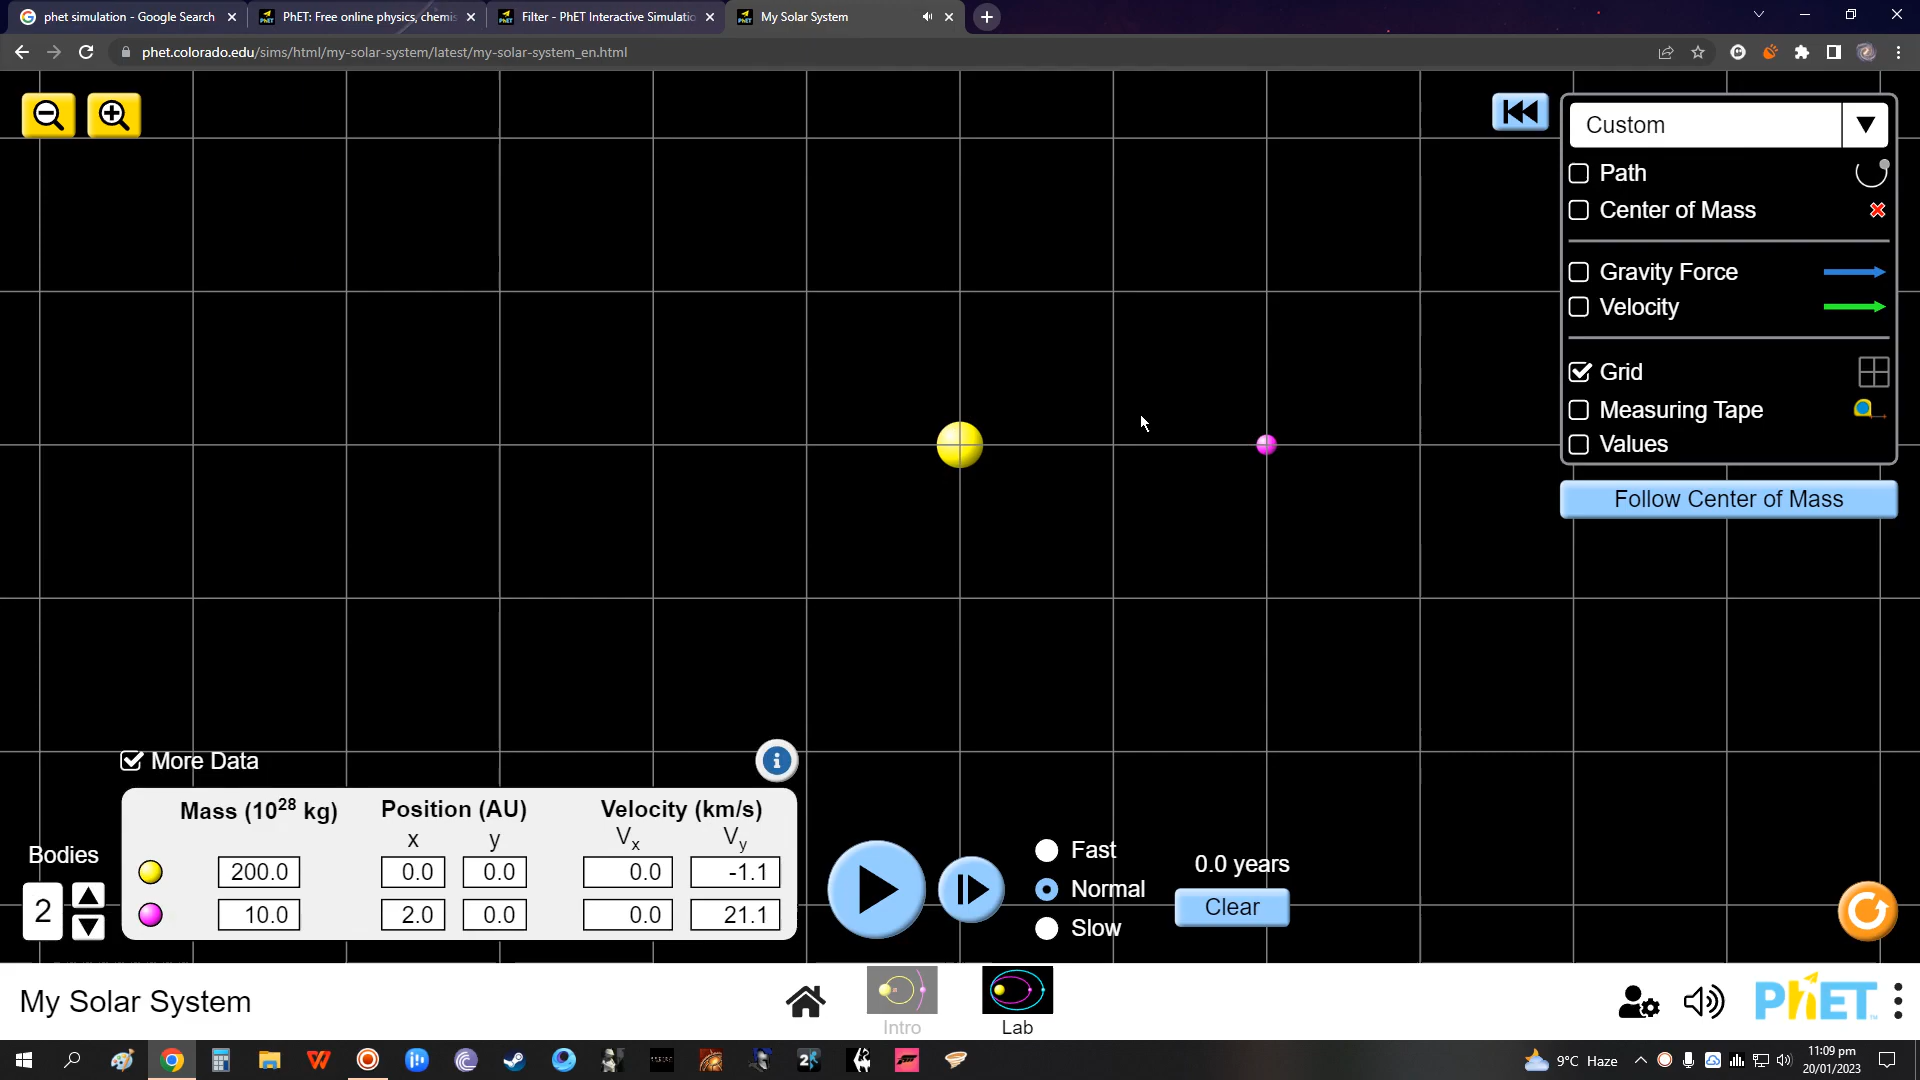 phet simulation - Google Search
PhET: Free online physics, chemis
Filter - PhET Interactive Simulatio
My Solar System
phet.colorado.edu/sims/html/my-solar-system/latest/my-solar-system_en.html
Custom
Path
Center of Mass
Gravity Force
Velocity
Grid
Measuring Tape
Values
Follow Center of Mass
More Data
i
Mass (10²⁸ kg) Position (AU) Velocity (km/s)
x y Vx Vy
Bodies
200.0 0.0 0.0 0.0 -1.1
2
10.0 2.0 0.0 0.0 21.1
Fast
Normal
Slow
0.0 years
Clear
My Solar System
Intro
Lab
PhET
9°C Haze
11:09 pm
20/01/2023